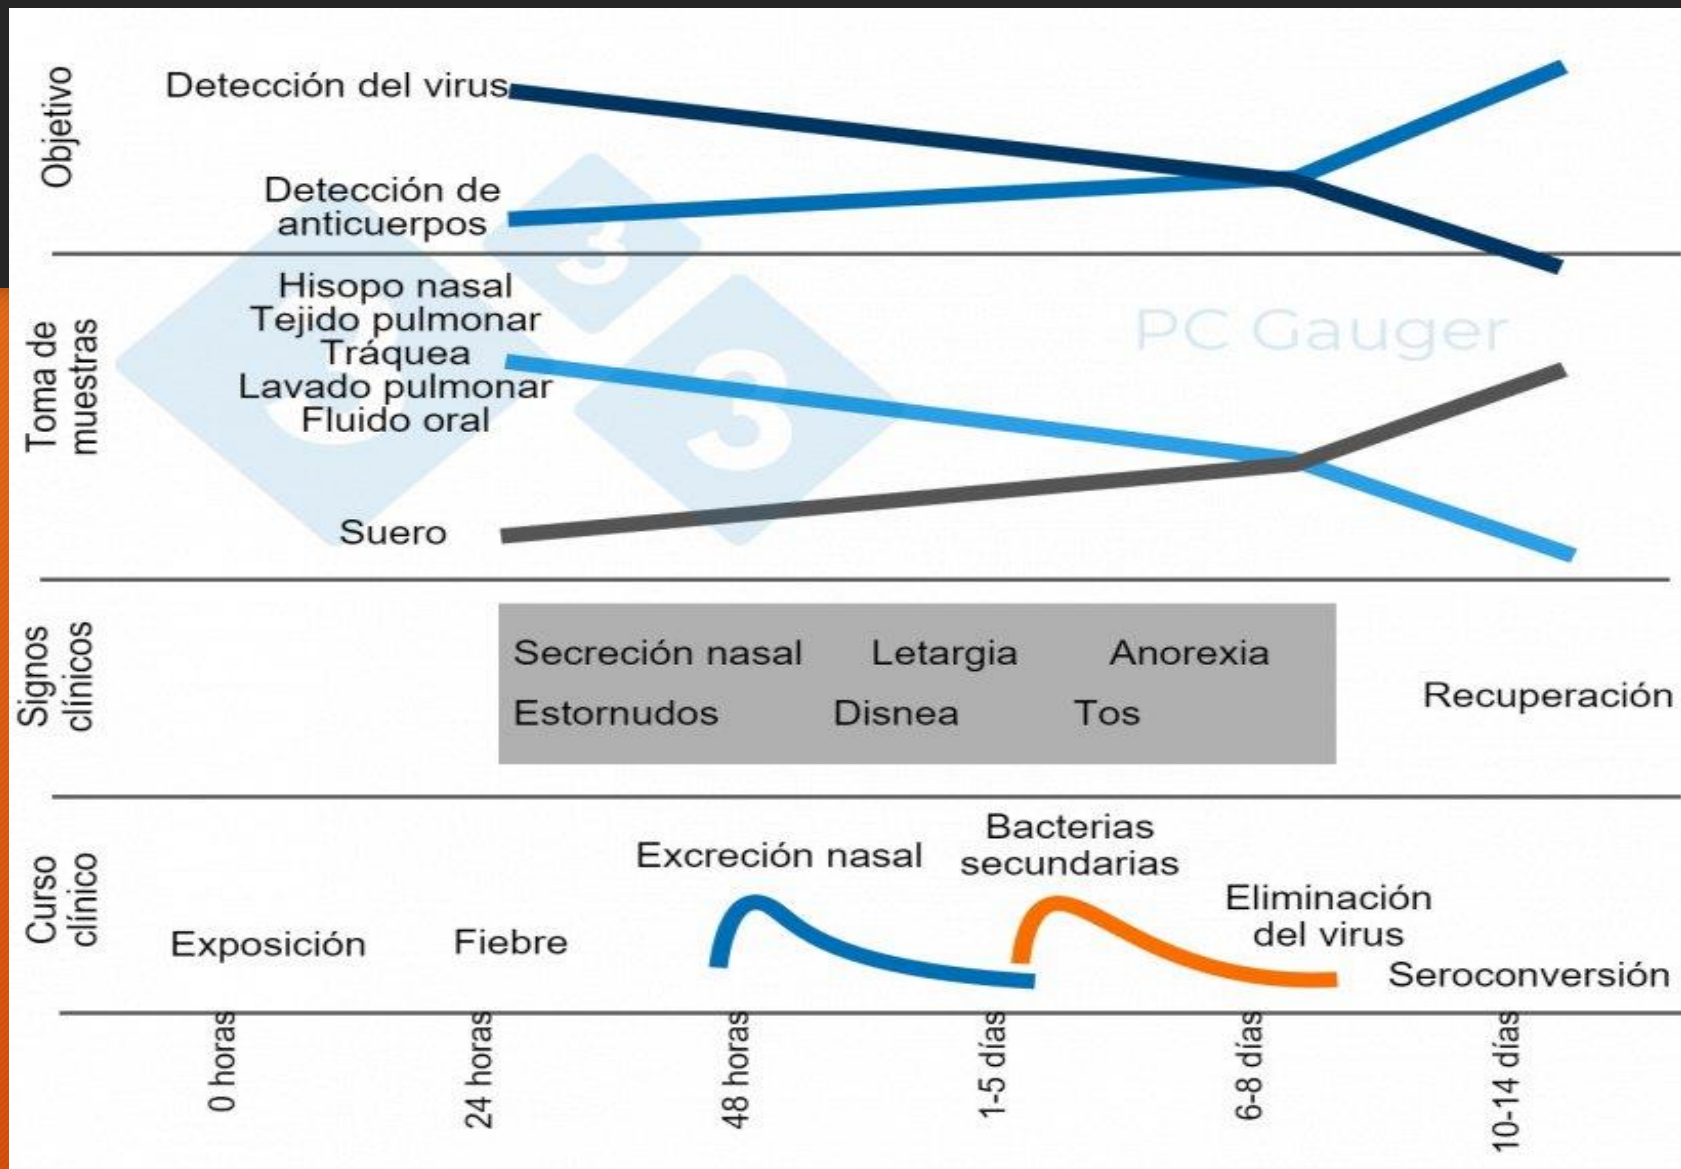 Objetivo
Detección del virus
Detección de
anticuerpos
3
3
3
Toma de
muestras
Hisopo nasal
Tejido pulmonar
Tráquea
Lavado pulmonar
Fluido oral
PC Gauger
Suero
Signos
clínicos
Secreción nasal Letargia Anorexia
Estornudos Disnea Tos
Recuperación
Curso
clínico
Exposición
Fiebre
Excreción nasal
Bacterias
secundarias
Eliminación
del virus
Seroconversión
0 horas
24 horas
48 horas
1-5 días
6-8 días
10-14 días